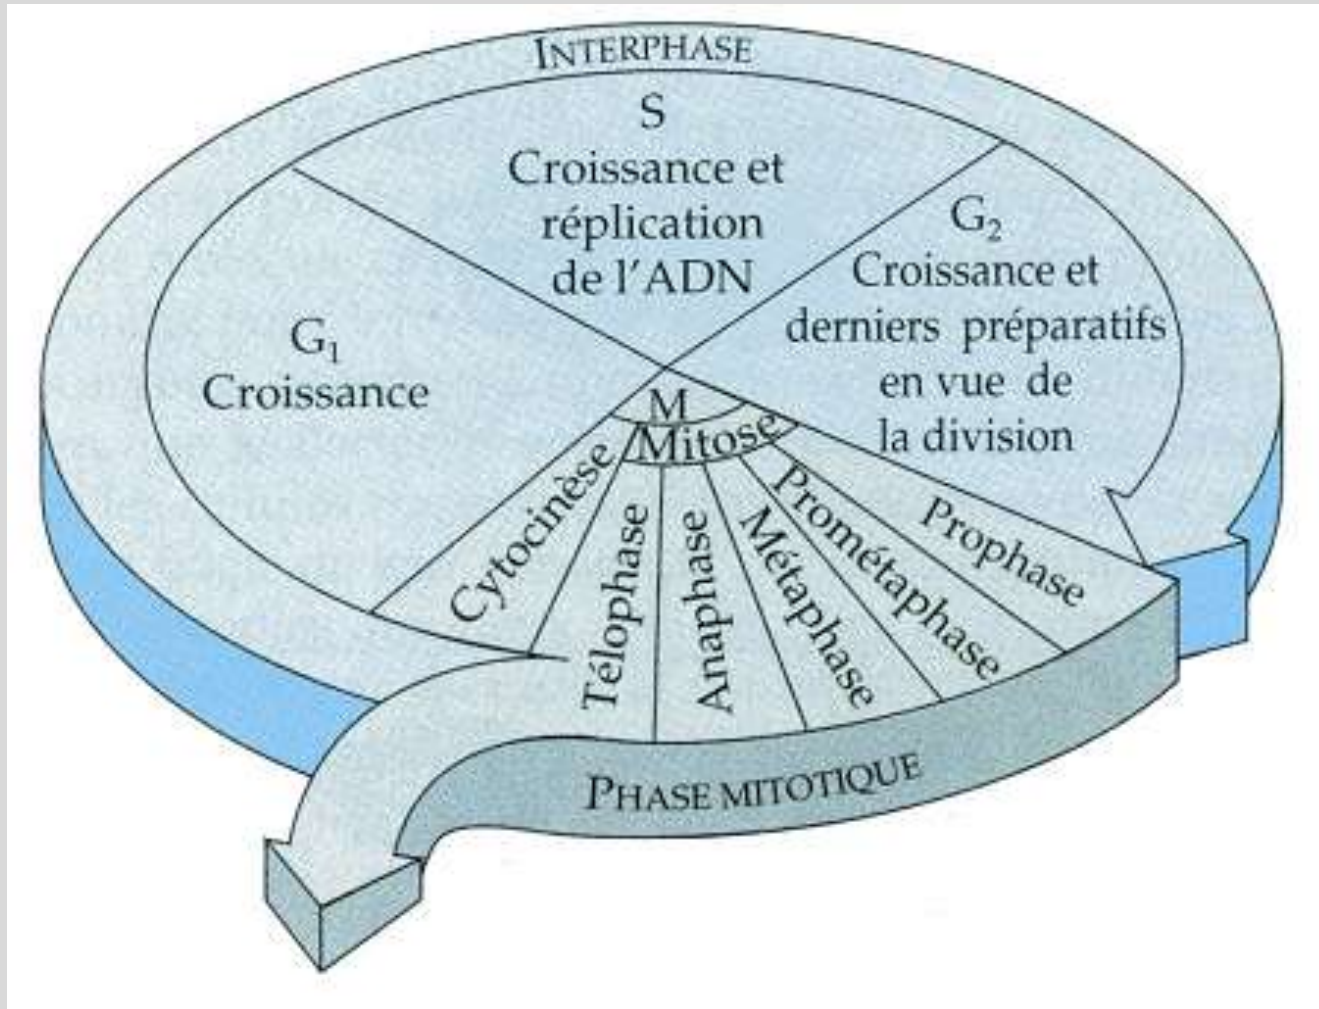 INTERPHASE
S
Croissance et
réplication
de l'ADN
G₂
Croissance et
derniers préparatifs
en vue de
la division
G₁
Croissance
M
Mitose
Cytocinèse
Télophase
Anaphase
Métaphase
Prométaphase
Prophase
PHASE MITOTIQUE